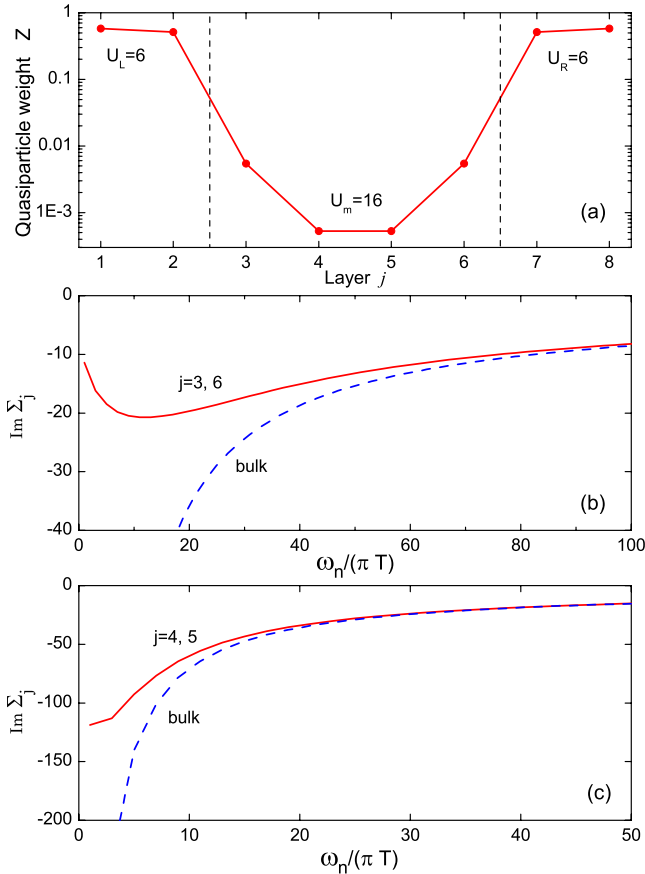 1
0.1
0.01
1E-3
Quasiparticle weight Z
U_L=6
U_R=6
U_m=16
(a)
1 2 3 4 5 6 7 8
Layer j
0
-10
-20
-30
-40
Im Σ_j
j=3, 6
bulk
(b)
0 20 40 60 80 100
ω_n/(π T)
0
-50
-100
-150
-200
Im Σ_j
j=4, 5
bulk
(c)
0 10 20 30 40 50
ω_n/(π T)